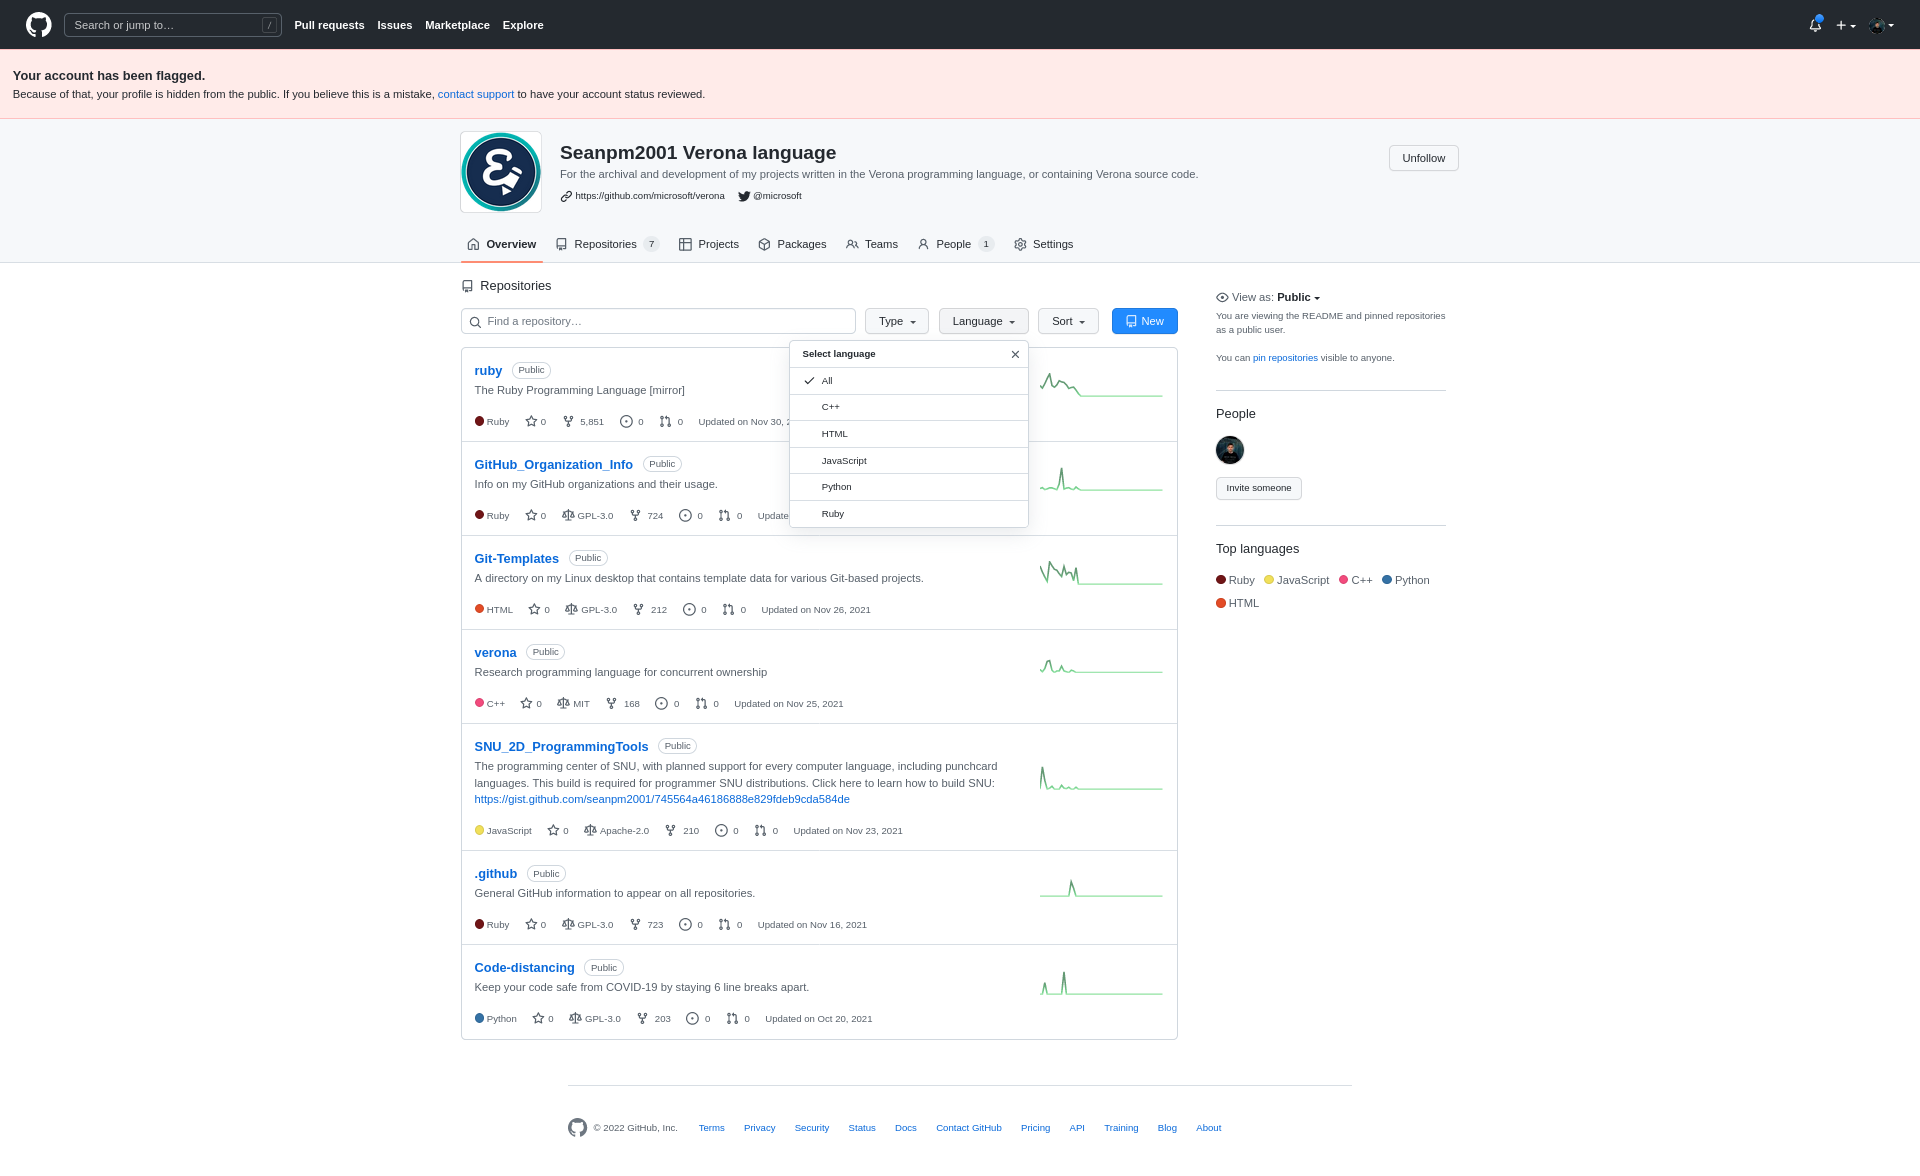 Search or jump to… / Pull requests Issues Marketplace Explore
Your account has been flagged.
Because of that, your profile is hidden from the public. If you believe this is a mistake, contact support to have your account status reviewed.
Seanpm2001 Verona language
Unfollow
For the archival and development of my projects written in the Verona programming language, or containing Verona source code.
https://github.com/microsoft/verona @microsoft
Overview Repositories 7 Projects Packages Teams People 1 Settings
Repositories
Find a repository… Type Language Sort New
Select language
All
C++
HTML
JavaScript
Python
Ruby
ruby Public
The Ruby Programming Language [mirror]
Ruby 0 5,851 0 0 Updated on Nov 30, 2
GitHub_Organization_Info Public
Info on my GitHub organizations and their usage.
Ruby 0 GPL-3.0 724 0 0 Update
Git-Templates Public
A directory on my Linux desktop that contains template data for various Git-based projects.
HTML 0 GPL-3.0 212 0 0 Updated on Nov 26, 2021
verona Public
Research programming language for concurrent ownership
C++ 0 MIT 168 0 0 Updated on Nov 25, 2021
SNU_2D_ProgrammingTools Public
The programming center of SNU, with planned support for every computer language, including punchcard
languages. This build is required for programmer SNU distributions. Click here to learn how to build SNU:
https://gist.github.com/seanpm2001/745564a46186888e829fdeb9cda584de
JavaScript 0 Apache-2.0 210 0 0 Updated on Nov 23, 2021
.github Public
General GitHub information to appear on all repositories.
Ruby 0 GPL-3.0 723 0 0 Updated on Nov 16, 2021
Code-distancing Public
Keep your code safe from COVID-19 by staying 6 line breaks apart.
Python 0 GPL-3.0 203 0 0 Updated on Oct 20, 2021
View as: Public
You are viewing the README and pinned repositories
as a public user.
You can pin repositories visible to anyone.
People
Invite someone
Top languages
Ruby JavaScript C++ Python
HTML
© 2022 GitHub, Inc. Terms Privacy Security Status Docs Contact GitHub Pricing API Training Blog About